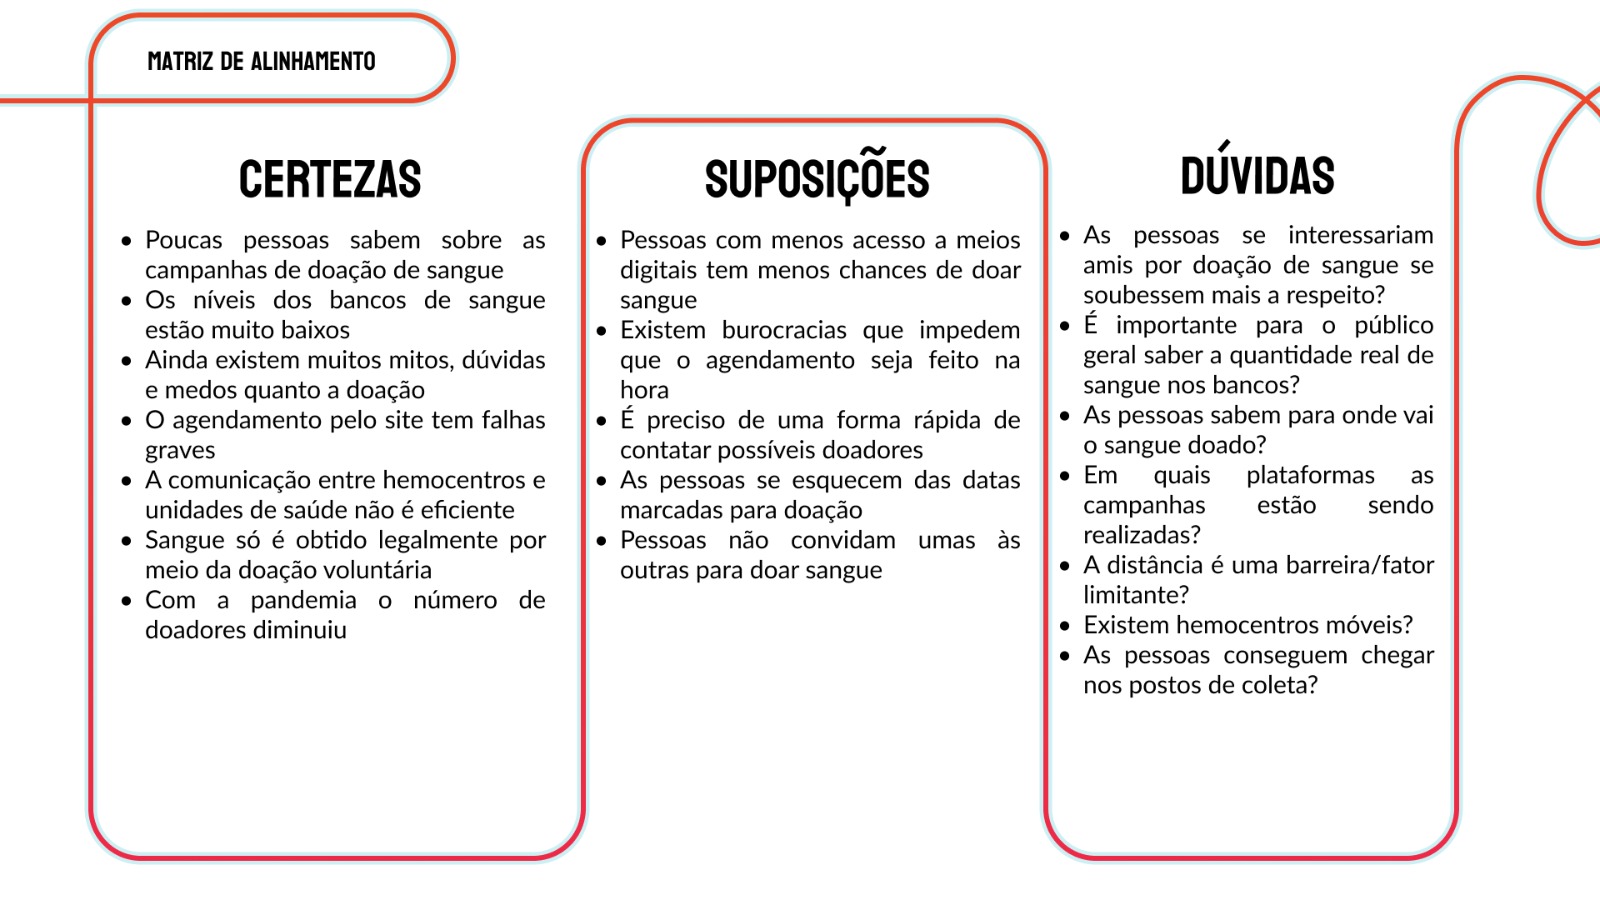 MATRIZ DE ALINHAMENTO
CERTEZAS
• Poucas pessoas sabem sobre as
campanhas de doação de sangue
• Os níveis dos bancos de sangue
estão muito baixos
• Ainda existem muitos mitos, dúvidas
e medos quanto a doação
• O agendamento pelo site tem falhas
graves
• A comunicação entre hemocentros e
unidades de saúde não é eficiente
• Sangue só é obtido legalmente por
meio da doação voluntária
• Com a pandemia o número de
doadores diminuiu
SUPOSIÇÕES
• Pessoas com menos acesso a meios
digitais tem menos chances de doar
sangue
• Existem burocracias que impedem
que o agendamento seja feito na
hora
• É preciso de uma forma rápida de
contatar possíveis doadores
• As pessoas se esquecem das datas
marcadas para doação
• Pessoas não convidam umas às
outras para doar sangue
DÚVIDAS
• As pessoas se interessariam
amis por doação de sangue se
soubessem mais a respeito?
• É importante para o público
geral saber a quantidade real de
sangue nos bancos?
• As pessoas sabem para onde vai
o sangue doado?
• Em quais plataformas as
campanhas estão sendo
realizadas?
• A distância é uma barreira/fator
limitante?
• Existem hemocentros móveis?
• As pessoas conseguem chegar
nos postos de coleta?